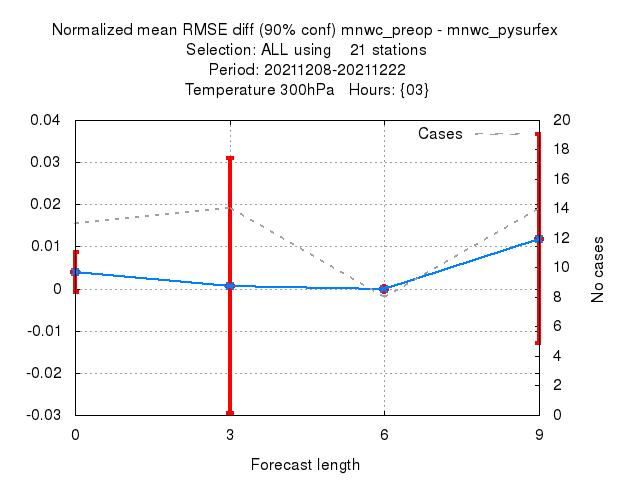 Normalized mean RMSE diff (90% conf) mnwc_preop - mnwc_pysurfex
Selection: ALL using    21 stations
Period: 20211208-20211222
Temperature 300hPa   Hours: {03}
Cases
0.04
0.03
0.02
0.01
0
-0.01
-0.02
-0.03
20
18
16
14
12
10
8
6
4
2
0
No cases
0 3 6 9
Forecast length